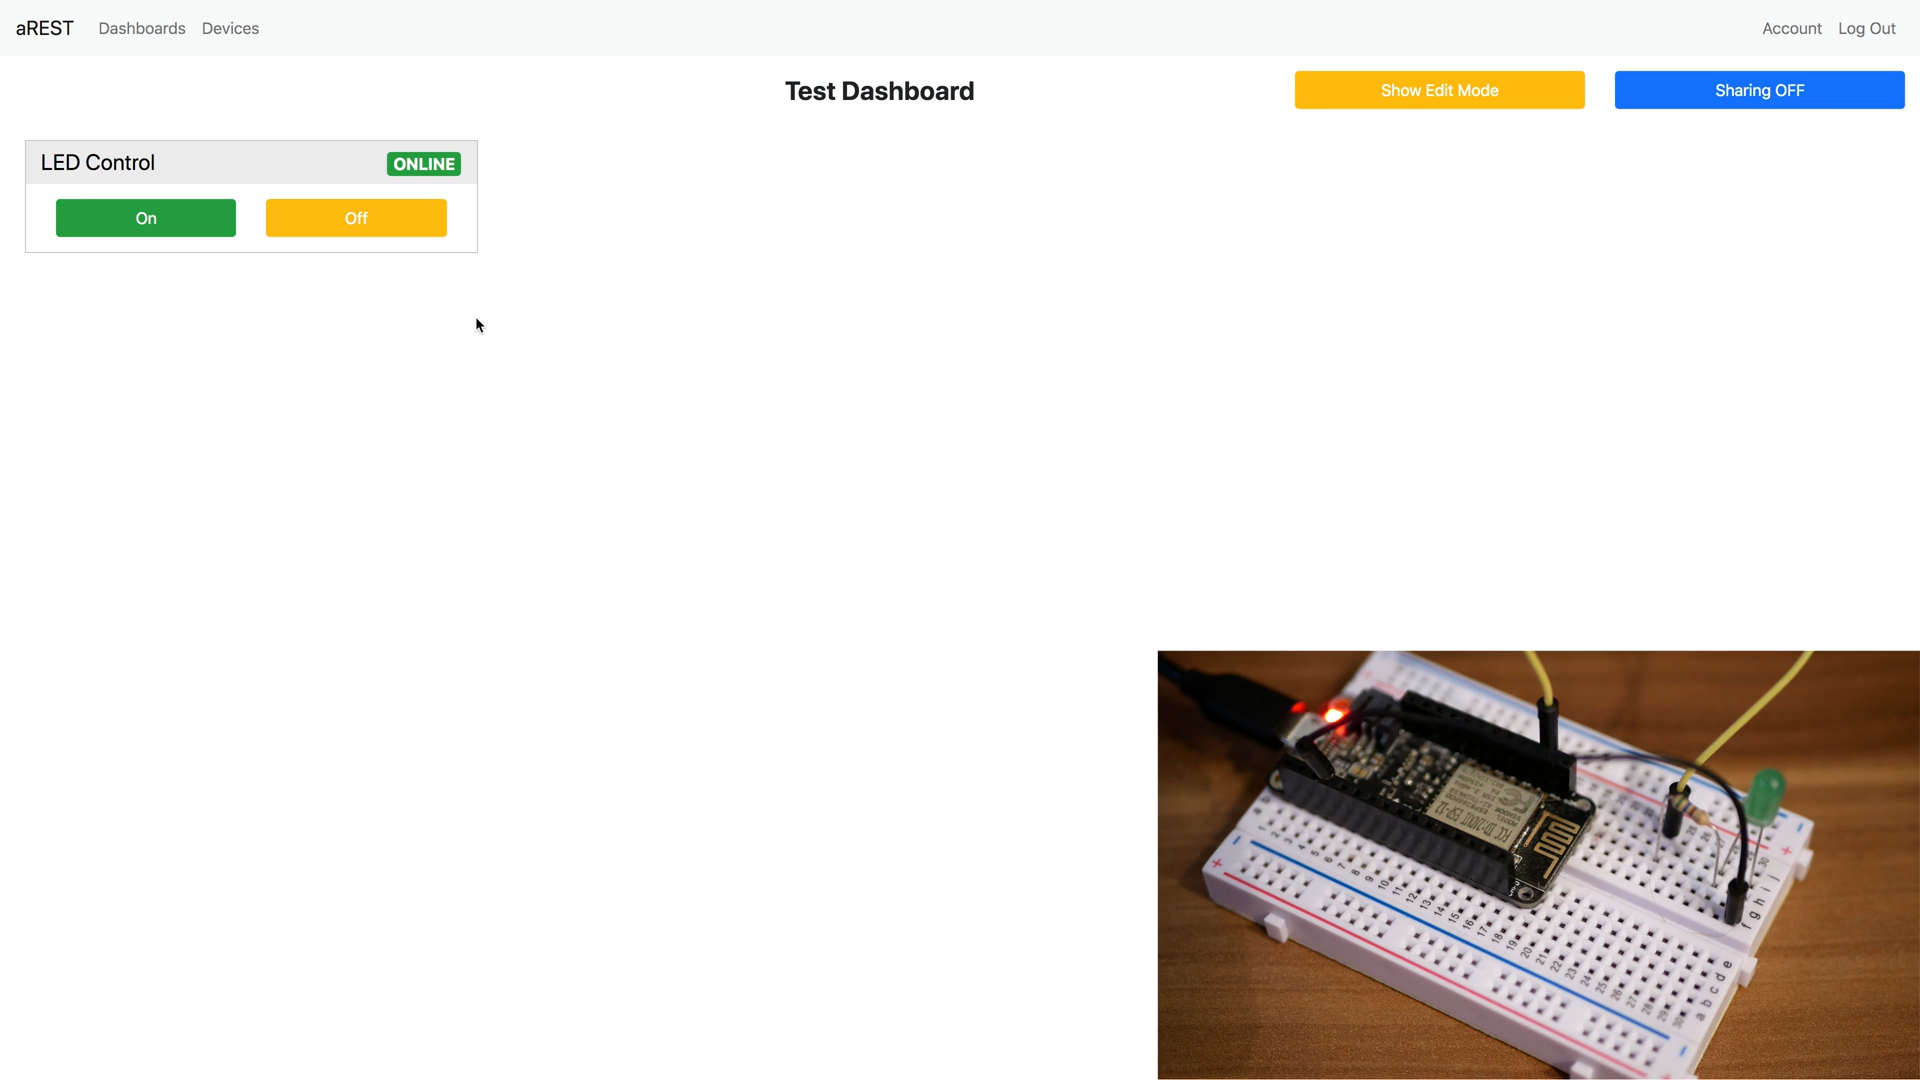 aREST Dashboards Devices Account Log Out
Test Dashboard Show Edit Mode Sharing OFF
LED Control ONLINE
On Off